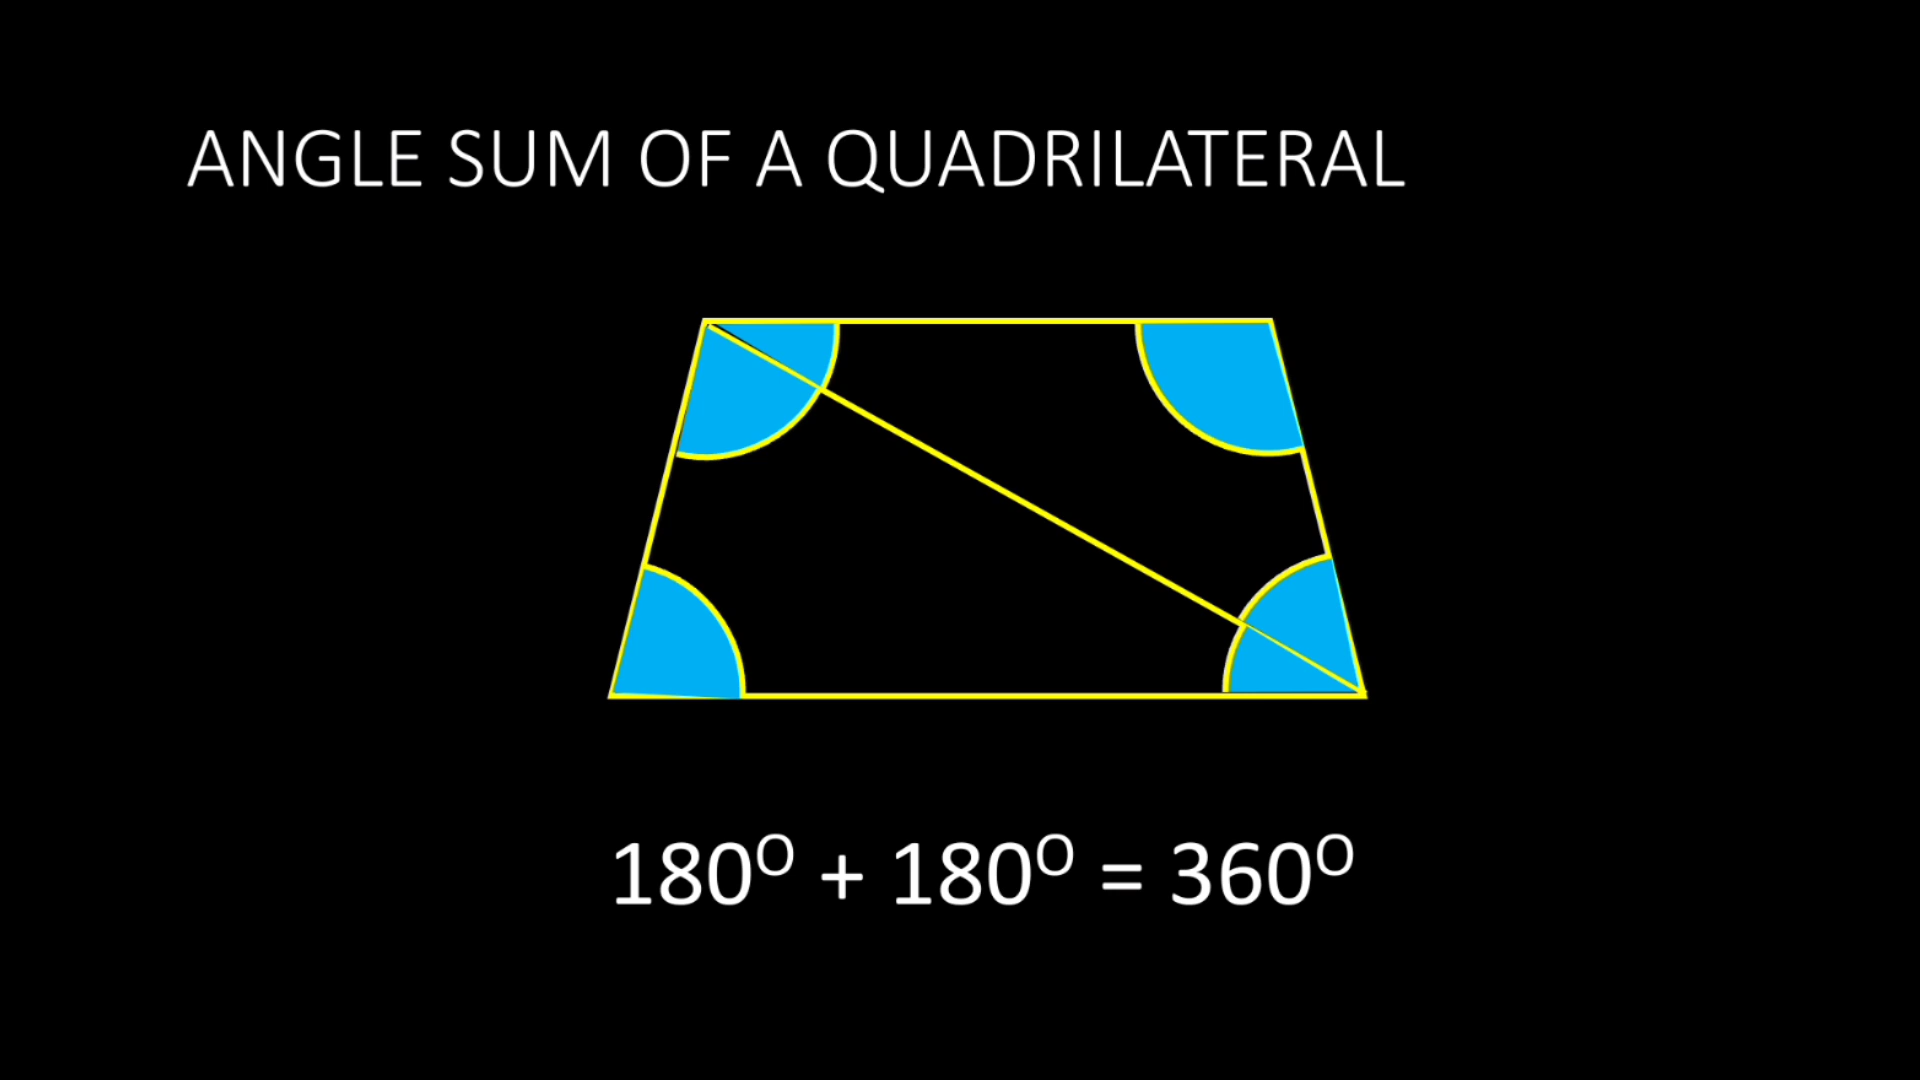 ANGLE SUM OF A QUADRILATERAL
180º + 180º = 360º